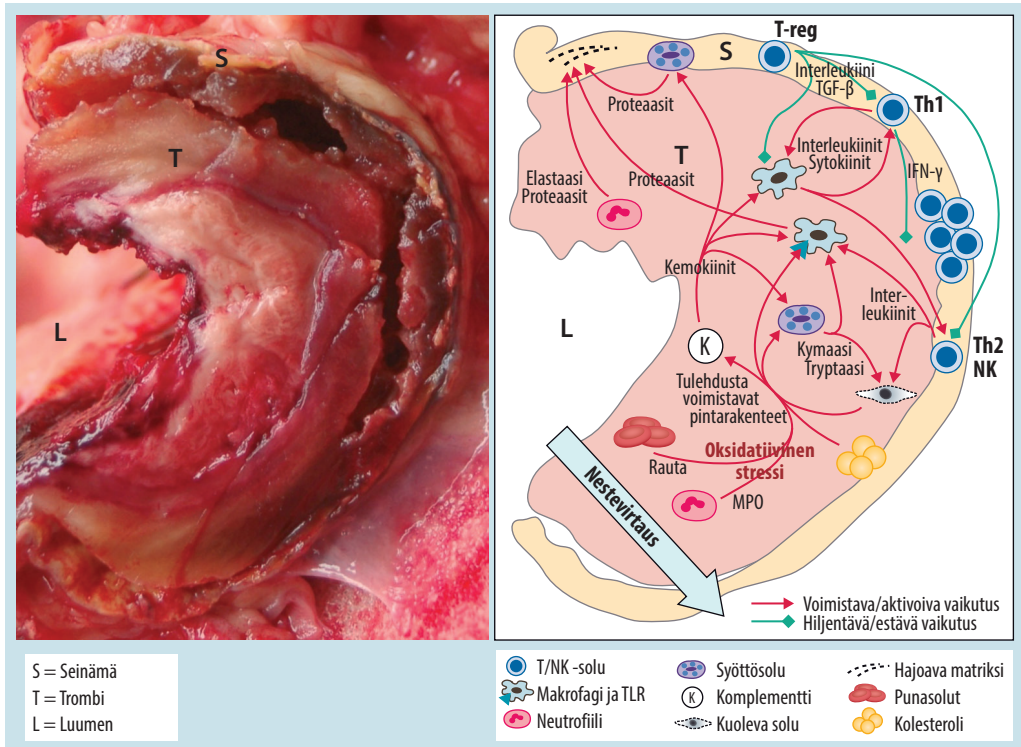 S
T
L
S = Seinämä
T = Trombi
L = Luumen
T-reg
S
Interleukiini
TGF-β
Th1
Proteaasit
T
Interleukiinit
Sytokiinit
IFN-γ
Elastaasi
Proteaasit
Proteaasit
Kemokiinit
Inter-
leukiinit
L
K
Kymaasi
Tryptaasi
Th2
NK
Tulehdusta
voimistavat
pintarakenteet
Oksidatiivinen
stressi
Rauta
MPO
Nestevirtaus
Voimistava/aktivoiva vaikutus
Hiljentävä/estävä vaikutus
T/NK -solu
Makrofagi ja TLR
Neutrofiili
Syöttösolu
K Komplementti
Kuoleva solu
Hajoava matriksi
Punasolut
Kolesteroli